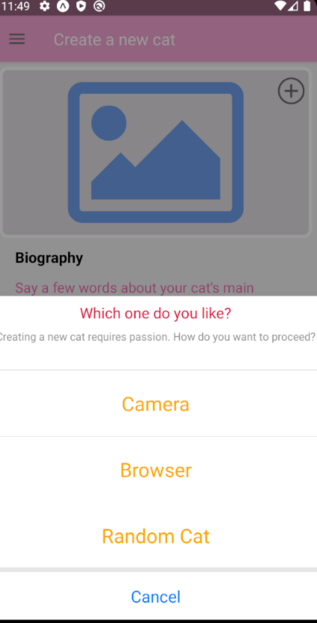 11:49
Create a new cat
Biography
Say a few words about your cat's main
Which one do you like?
Creating a new cat requires passion. How do you want to proceed?
Camera
Browser
Random Cat
Cancel